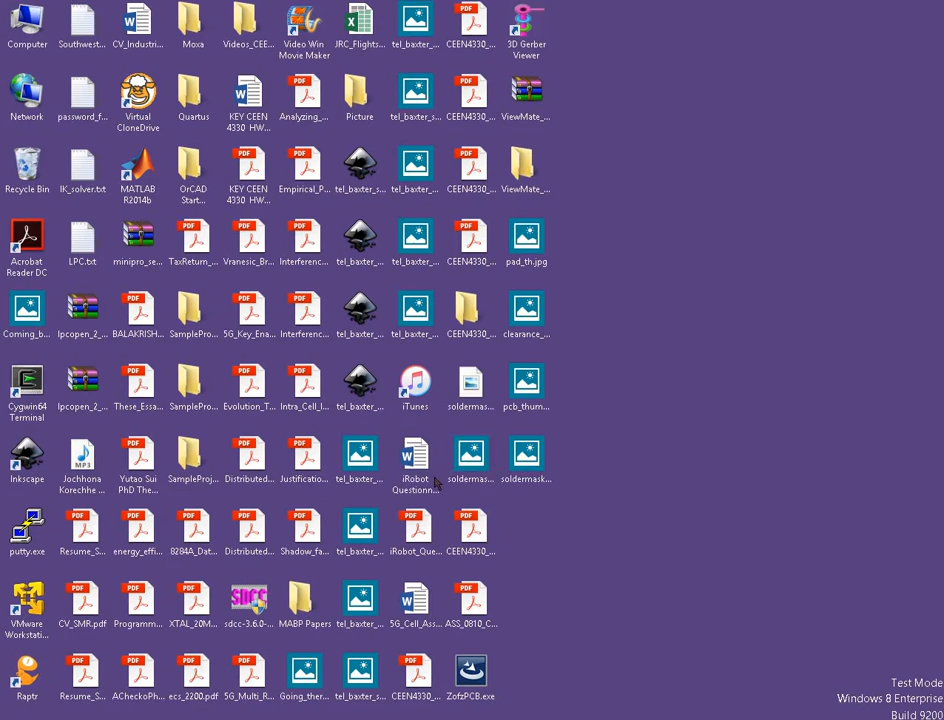 Computer
Southwest...
CV_Industri...
Moxa
Videos_CEE...
Video Win
Movie Maker
JRC_Flights...
tel_baxter_...
CEEN4330_...
3D Gerber
Viewer
Network
password_f...
Virtual
CloneDrive
Quartus
KEY CEEN
4330 HW...
Analyzing_...
Picture
tel_baxter_s...
CEEN4330_...
ViewMate_...
Recycle Bin
IK_solver.txt
MATLAB
R2014b
OrCAD
Start...
KEY CEEN
4330 HW...
Empirical_P...
tel_baxter_s...
tel_baxter_...
CEEN4330_...
ViewMate_...
Acrobat
Reader DC
LPC.txt
minipro_se...
TaxReturn_...
Vranesic_Br...
Interferenc...
tel_baxter_...
tel_baxter_...
CEEN4330_...
pad_th.jpg
Coming_b...
lpcopen_2_...
BALAKRISH...
SamplePro...
5G_Key_Ena...
Interferenc...
tel_baxter_...
tel_baxter_...
CEEN4330_...
clearance_...
Cygwin64
Terminal
lpcopen_2_...
These_Essa...
SamplePro...
Evolution_T...
Intra_Cell_I...
tel_baxter_...
iTunes
soldermas...
pcb_thum...
Inkscape
MP3
Jochhona
Korechhe ...
Yutao Sui
PhD The...
SampleProj...
Distributed...
Justificatio...
tel_baxter_...
iRobot
Questionn...
soldermas...
soldermask...
putty.exe
Resume_S...
energy_effi...
8284A_Dat...
Distributed...
Shadow_fa...
tel_baxter_...
iRobot_Que...
CEEN4330_...
VMware
Workstati...
CV_SMR.pdf
Programm...
XTAL_20M...
sdcc-3.6.0-...
MABP Papers
tel_baxter_...
5G_Cell_Ass...
ASS_0810_C...
Raptr
Resume_S...
ACheckoPh...
ecs_2200.pdf
5G_Multi_R...
Going_ther...
tel_baxter_s...
CEEN4330_...
ZofzPCB.exe
Test Mode
Windows 8 Enterprise
Build 9200